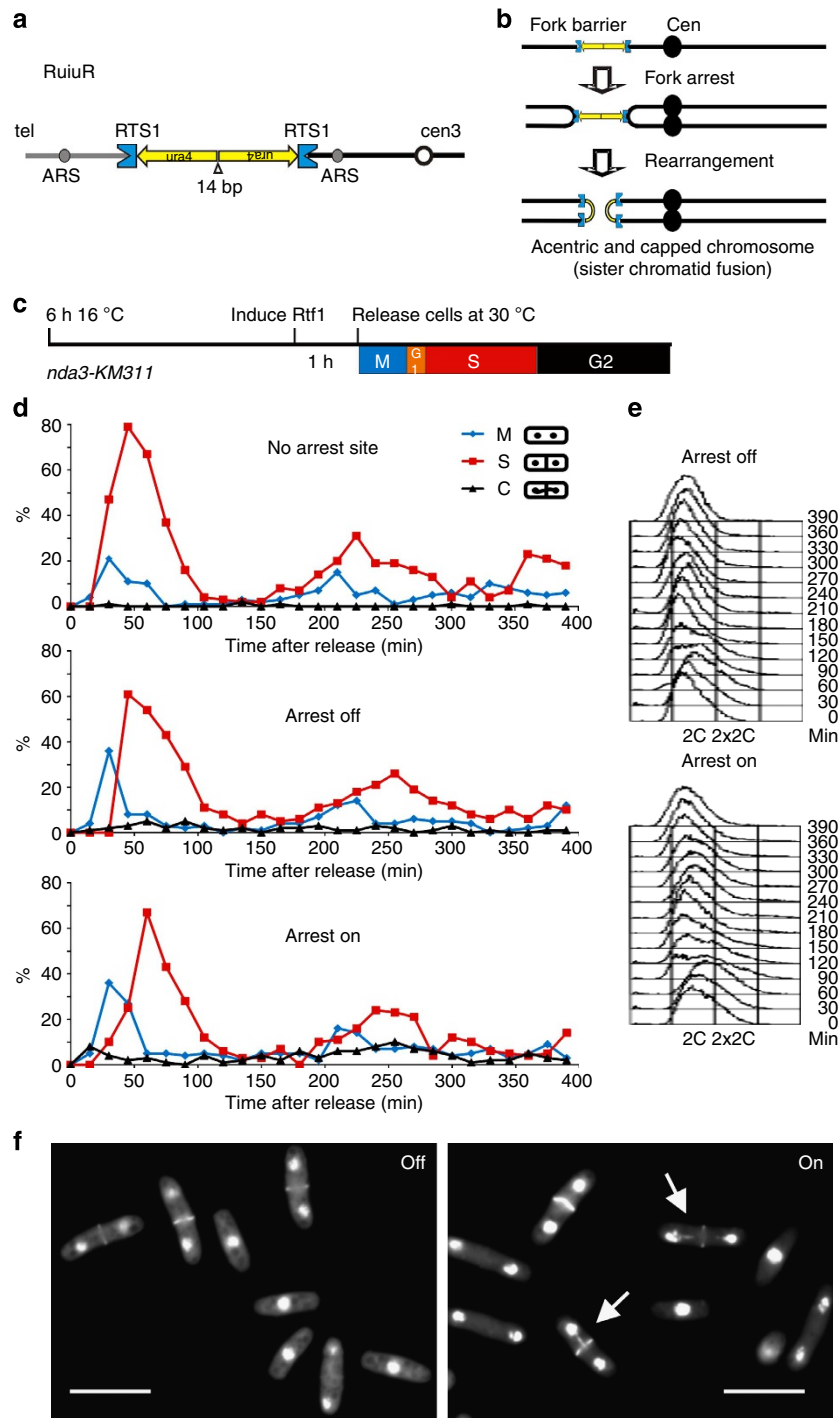 a
RuiuR
tel
RTS1
RTS1
cen3
ura4
ura4
ARS
14 bp
ARS
b
Fork barrier
Cen
Fork arrest
Rearrangement
Acentric and capped chromosome
(sister chromatid fusion)
c
6 h 16 °C
Induce Rtf1
Release cells at 30 °C
nda3-KM311
1 h
M
G
1
S
G2
d
80
60
40
20
0
%
No arrest site
M
S
C
0 50 100 150 200 250 300 350 400
Time after release (min)
80
60
40
20
0
%
Arrest off
0 50 100 150 200 250 300 350 400
Time after release (min)
80
60
40
20
0
%
Arrest on
0 50 100 150 200 250 300 350 400
Time after release (min)
e
Arrest off
390
360
330
300
270
240
210
180
150
120
90
60
30
0
2C 2x2C Min
Arrest on
390
360
330
300
270
240
210
180
150
120
90
60
30
0
2C 2x2C Min
f
Off
On